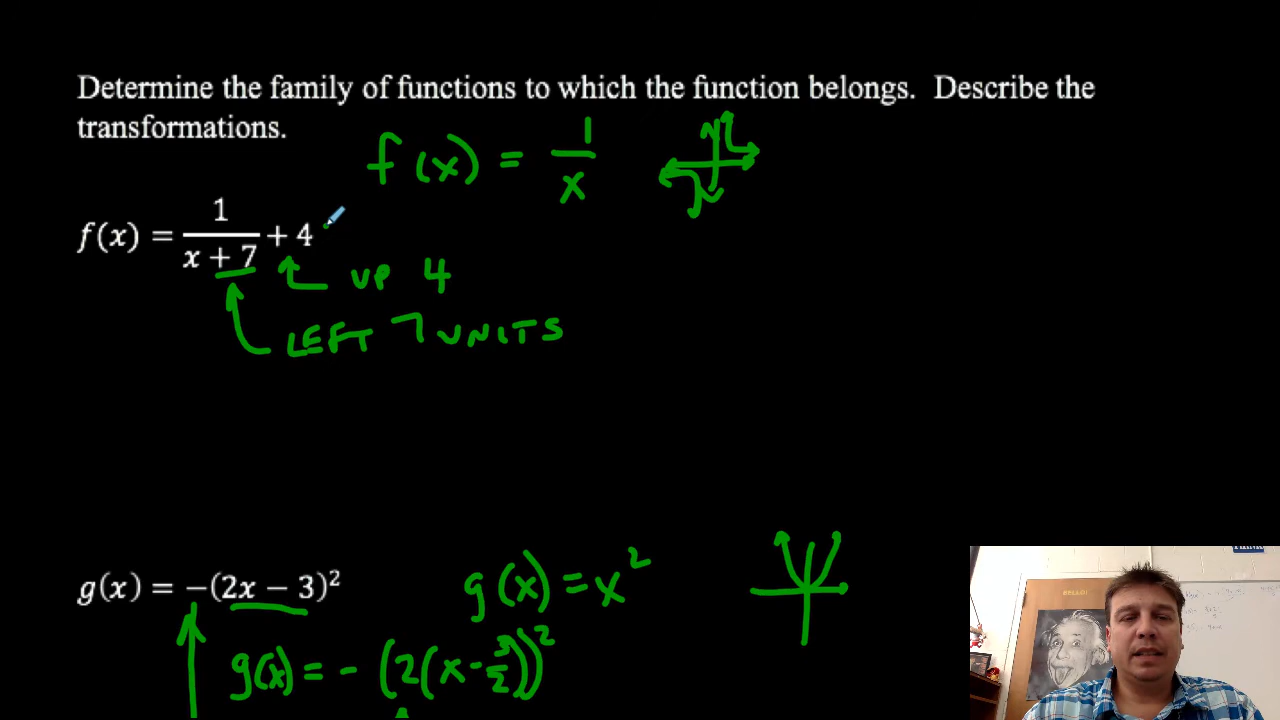 Determine the family of functions to which the function belongs. Describe the
transformations.
f(x) = 1/x
f(x) = 1/(x + 7) + 4
UP 4
LEFT 7 UNITS
g(x) = −(2x − 3)²
g(x) = x²
g(x) = - (2(x - 3/2))²